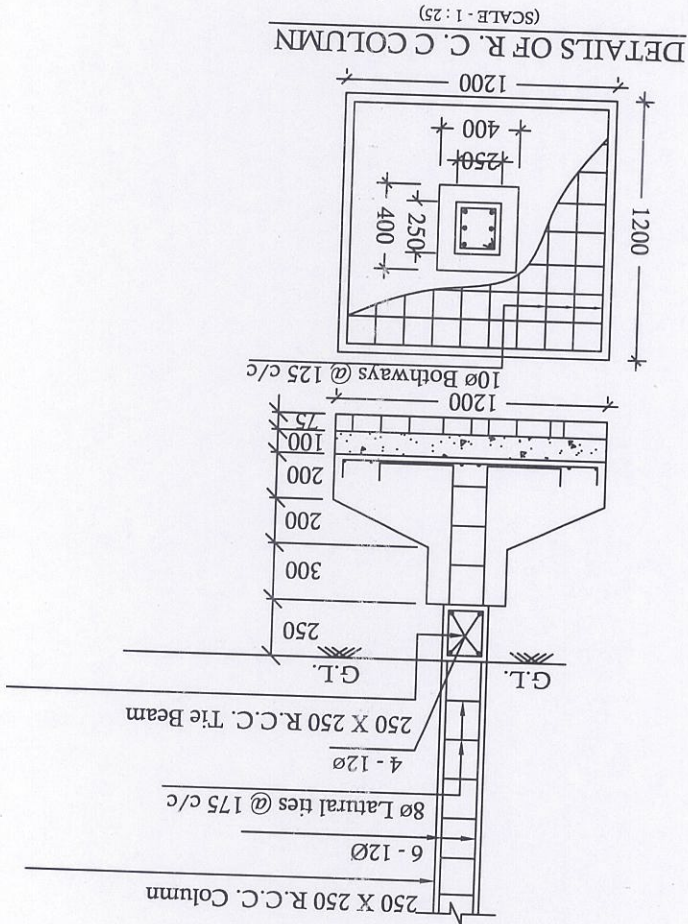 250 X 250 R.C.C. Column
6 - 12Ø
8ø Latural ties @ 175 c/c
4 - 12ø
250 X 250 R.C.C. Tie Beam
G.L.
G.L.
250
300
200
200
100
75
1200
10ø Bothways @ 125 c/c
1200
400
250
250
400
1200
DETAILS OF R. C. C COLUMN
(SCALE - 1 : 25)